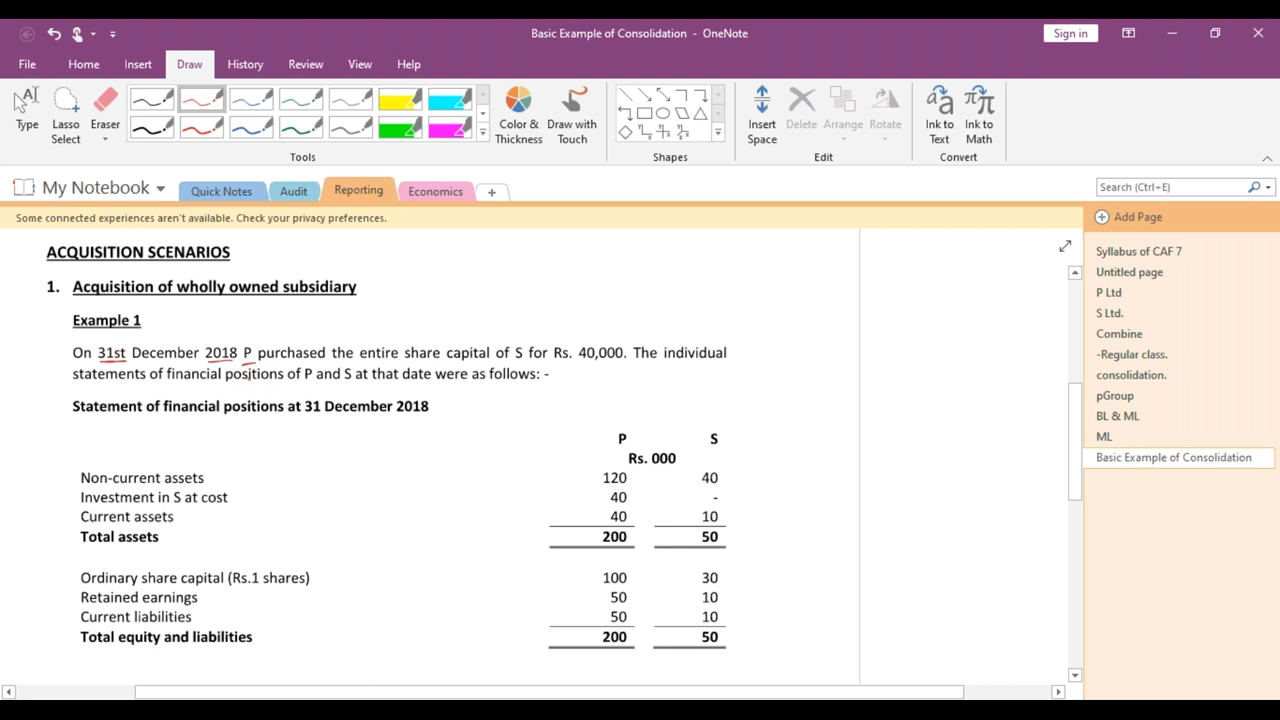 Basic Example of Consolidation - OneNote
Sign in
File Home Insert Draw History Review View Help
Type
Lasso Select
Eraser
Color & Thickness
Draw with Touch
Insert Space
Delete
Arrange
Rotate
Ink to Text
Ink to Math
Tools
Shapes
Edit
Convert
My Notebook
Quick Notes
Audit
Reporting
Economics
Search (Ctrl+E)
Some connected experiences aren't available. Check your privacy preferences.
Add Page
ACQUISITION SCENARIOS
1. Acquisition of wholly owned subsidiary
Example 1
On 31st December 2018 P purchased the entire share capital of S for Rs. 40,000. The individual
statements of financial positions of P and S at that date were as follows: -
Statement of financial positions at 31 December 2018
P S
Rs. 000
Non-current assets 120 40
Investment in S at cost 40 -
Current assets 40 10
Total assets 200 50
Ordinary share capital (Rs.1 shares) 100 30
Retained earnings 50 10
Current liabilities 50 10
Total equity and liabilities 200 50
Syllabus of CAF 7
Untitled page
P Ltd
S Ltd.
Combine
-Regular class.
consolidation.
pGroup
BL & ML
ML
Basic Example of Consolidation